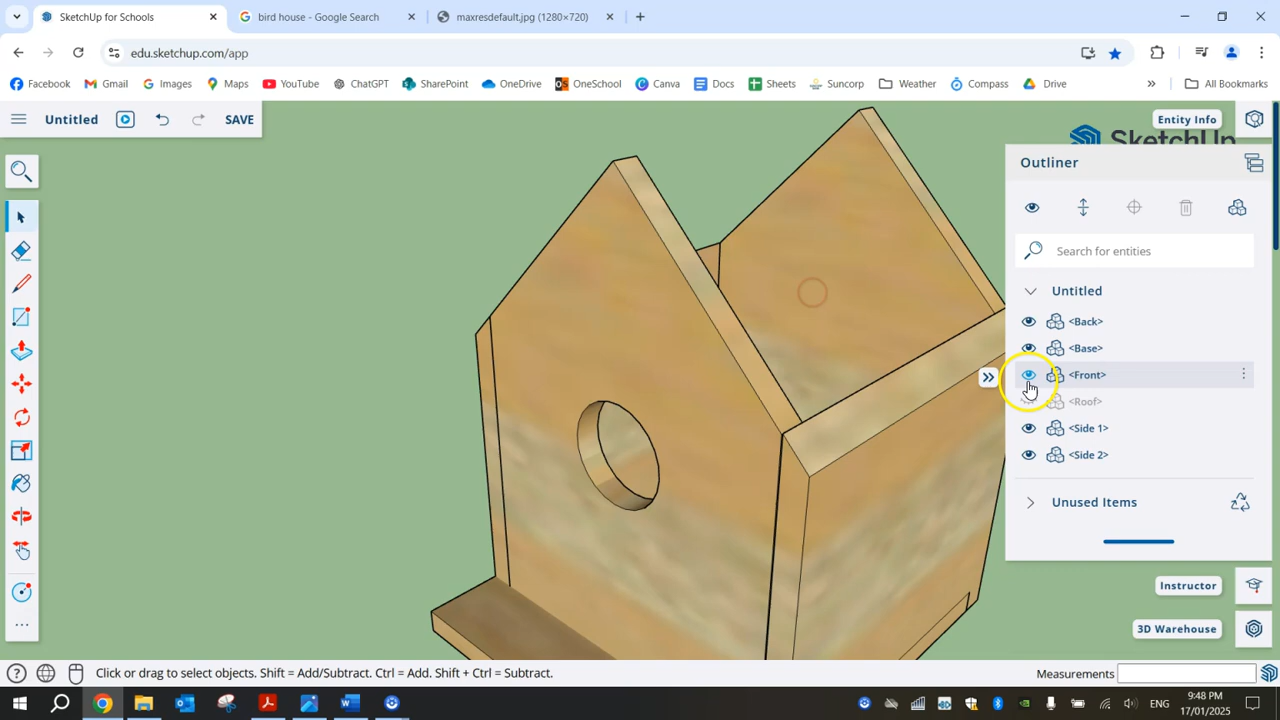 SketchUp for Schools
bird house - Google Search
maxresdefault.jpg (1280×720)
edu.sketchup.com/app
Facebook
Gmail
Images
Maps
YouTube
ChatGPT
SharePoint
OneDrive
OneSchool
Canva
Docs
Sheets
Suncorp
Weather
Compass
Drive
All Bookmarks
Untitled
SAVE
Entity Info
SketchUp
Outliner
Search for entities
Untitled
<Back>
<Base>
<Front>
<Roof>
<Side 1>
<Side 2>
Unused Items
Instructor
3D Warehouse
Click or drag to select objects. Shift = Add/Subtract. Ctrl = Add. Shift + Ctrl = Subtract.
Measurements
ENG
9:48 PM
17/01/2025